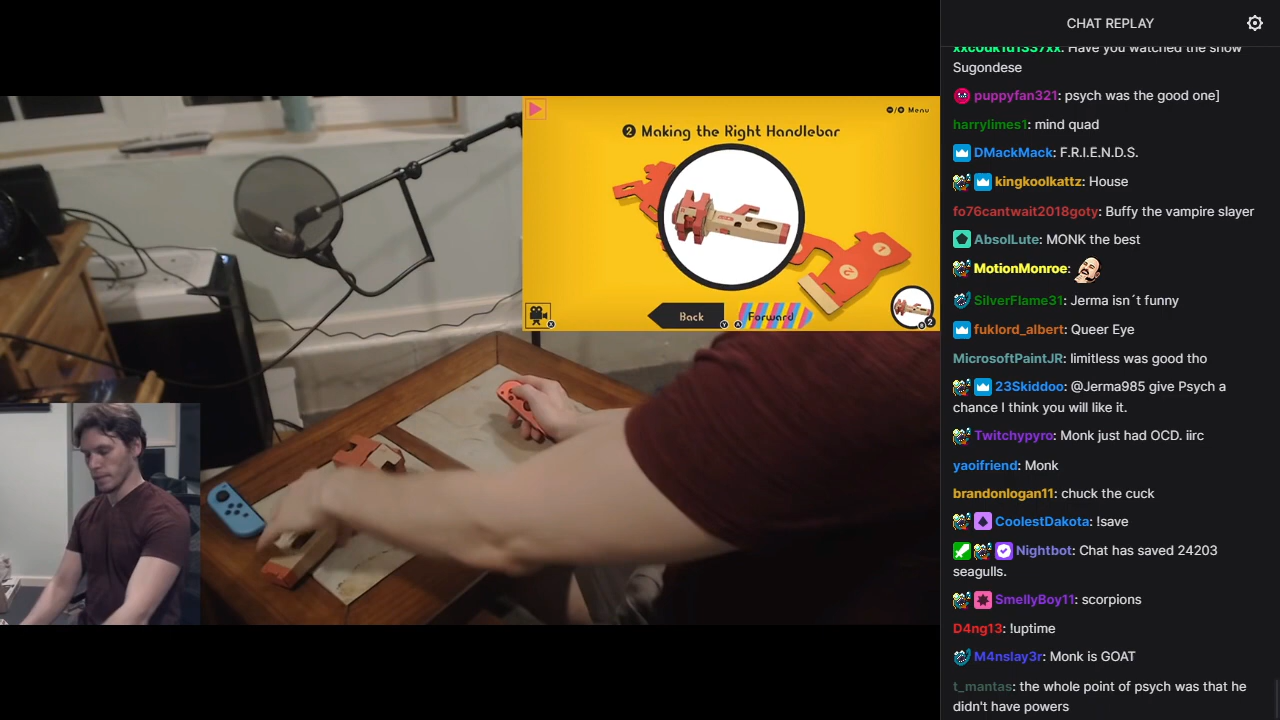 CHAT REPLAY
xxcodk1d1337xx: Have you watched the show
Sugondese
puppyfan321: psych was the good one]
harrylimes1: mind quad
DMackMack: F.R.I.E.N.D.S.
kingkoolkattz: House
fo76cantwait2018goty: Buffy the vampire slayer
AbsolLute: MONK the best
MotionMonroe:
SilverFlame31: Jerma isn´t funny
fuklord_albert: Queer Eye
MicrosoftPaintJR: limitless was good tho
23Skiddoo: @Jerma985 give Psych a
chance I think you will like it.
Twitchypyro: Monk just had OCD. iirc
yaoifriend: Monk
brandonlogan11: chuck the cuck
CoolestDakota: !save
Nightbot: Chat has saved 24203
seagulls.
SmellyBoy11: scorpions
D4ng13: !uptime
M4nslay3r: Monk is GOAT
t_mantas: the whole point of psych was that he
didn't have powers
Menu
2 Making the Right Handlebar
1
2
Back
Y
A
Forward
X
2